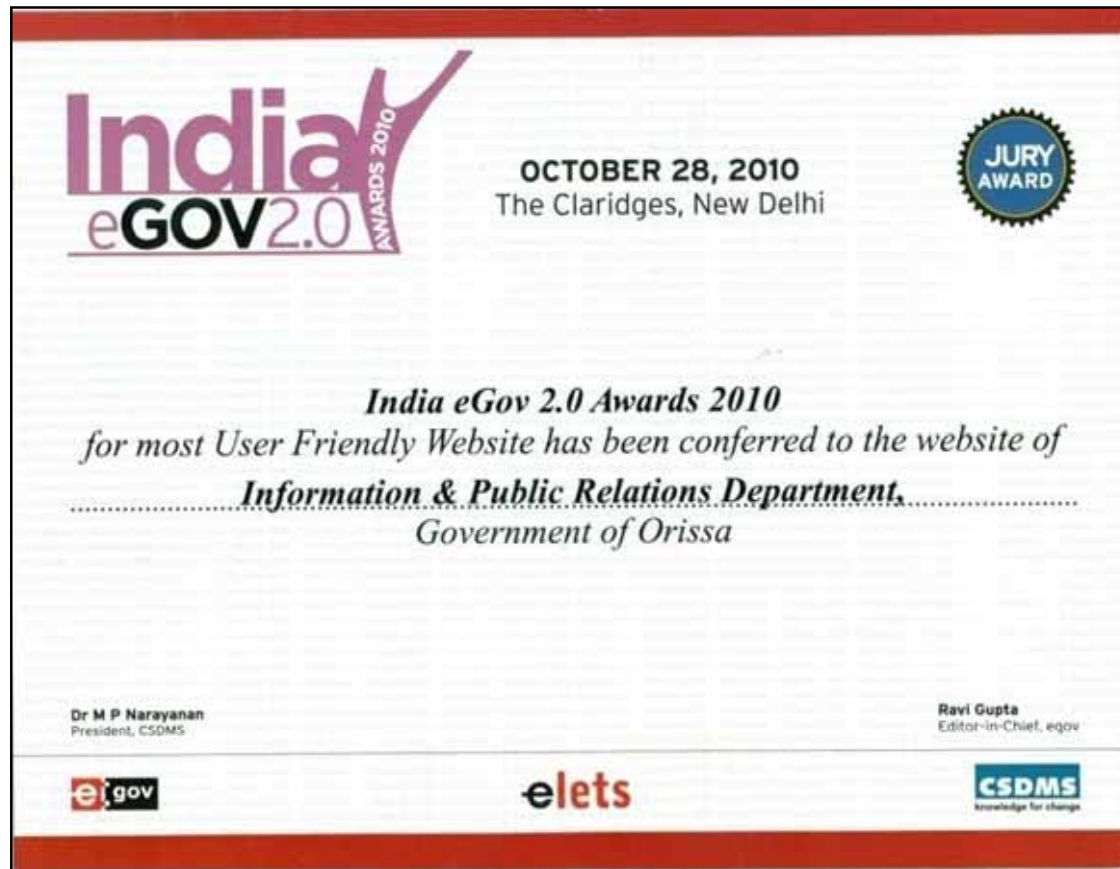 India
eGOV2.0
AWARDS 2010
OCTOBER 28, 2010
The Claridges, New Delhi
JURY
AWARD
India eGov 2.0 Awards 2010
for most User Friendly Website has been conferred to the website of
Information & Public Relations Department,
Government of Orissa
Dr M P Narayanan
President, CSDMS
Ravi Gupta
Editor-in-Chief, egov
e gov
elets
CSDMS
knowledge for change